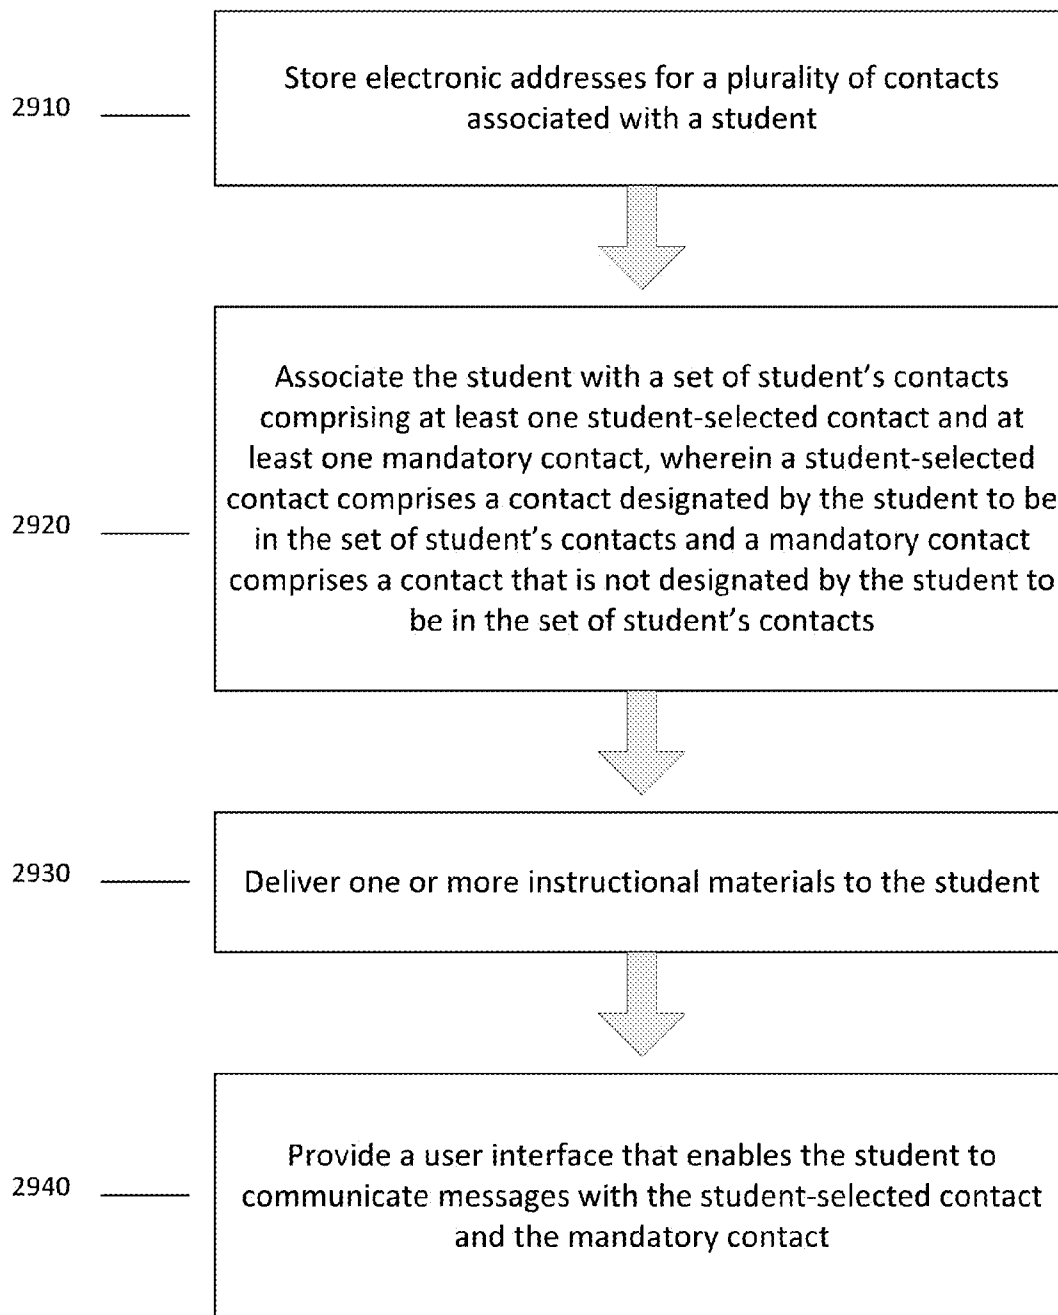 2910
Store electronic addresses for a plurality of contacts
associated with a student
Associate the student with a set of student’s contacts
comprising at least one student-selected contact and at
least one mandatory contact, wherein a student-selected
2920
contact comprises a contact designated by the student to be
in the set of student’s contacts and a mandatory contact
comprises a contact that is not designated by the student to
be in the set of student’s contacts
2930
Deliver one or more instructional materials to the student
2940
Provide a user interface that enables the student to
communicate messages with the student-selected contact
and the mandatory contact